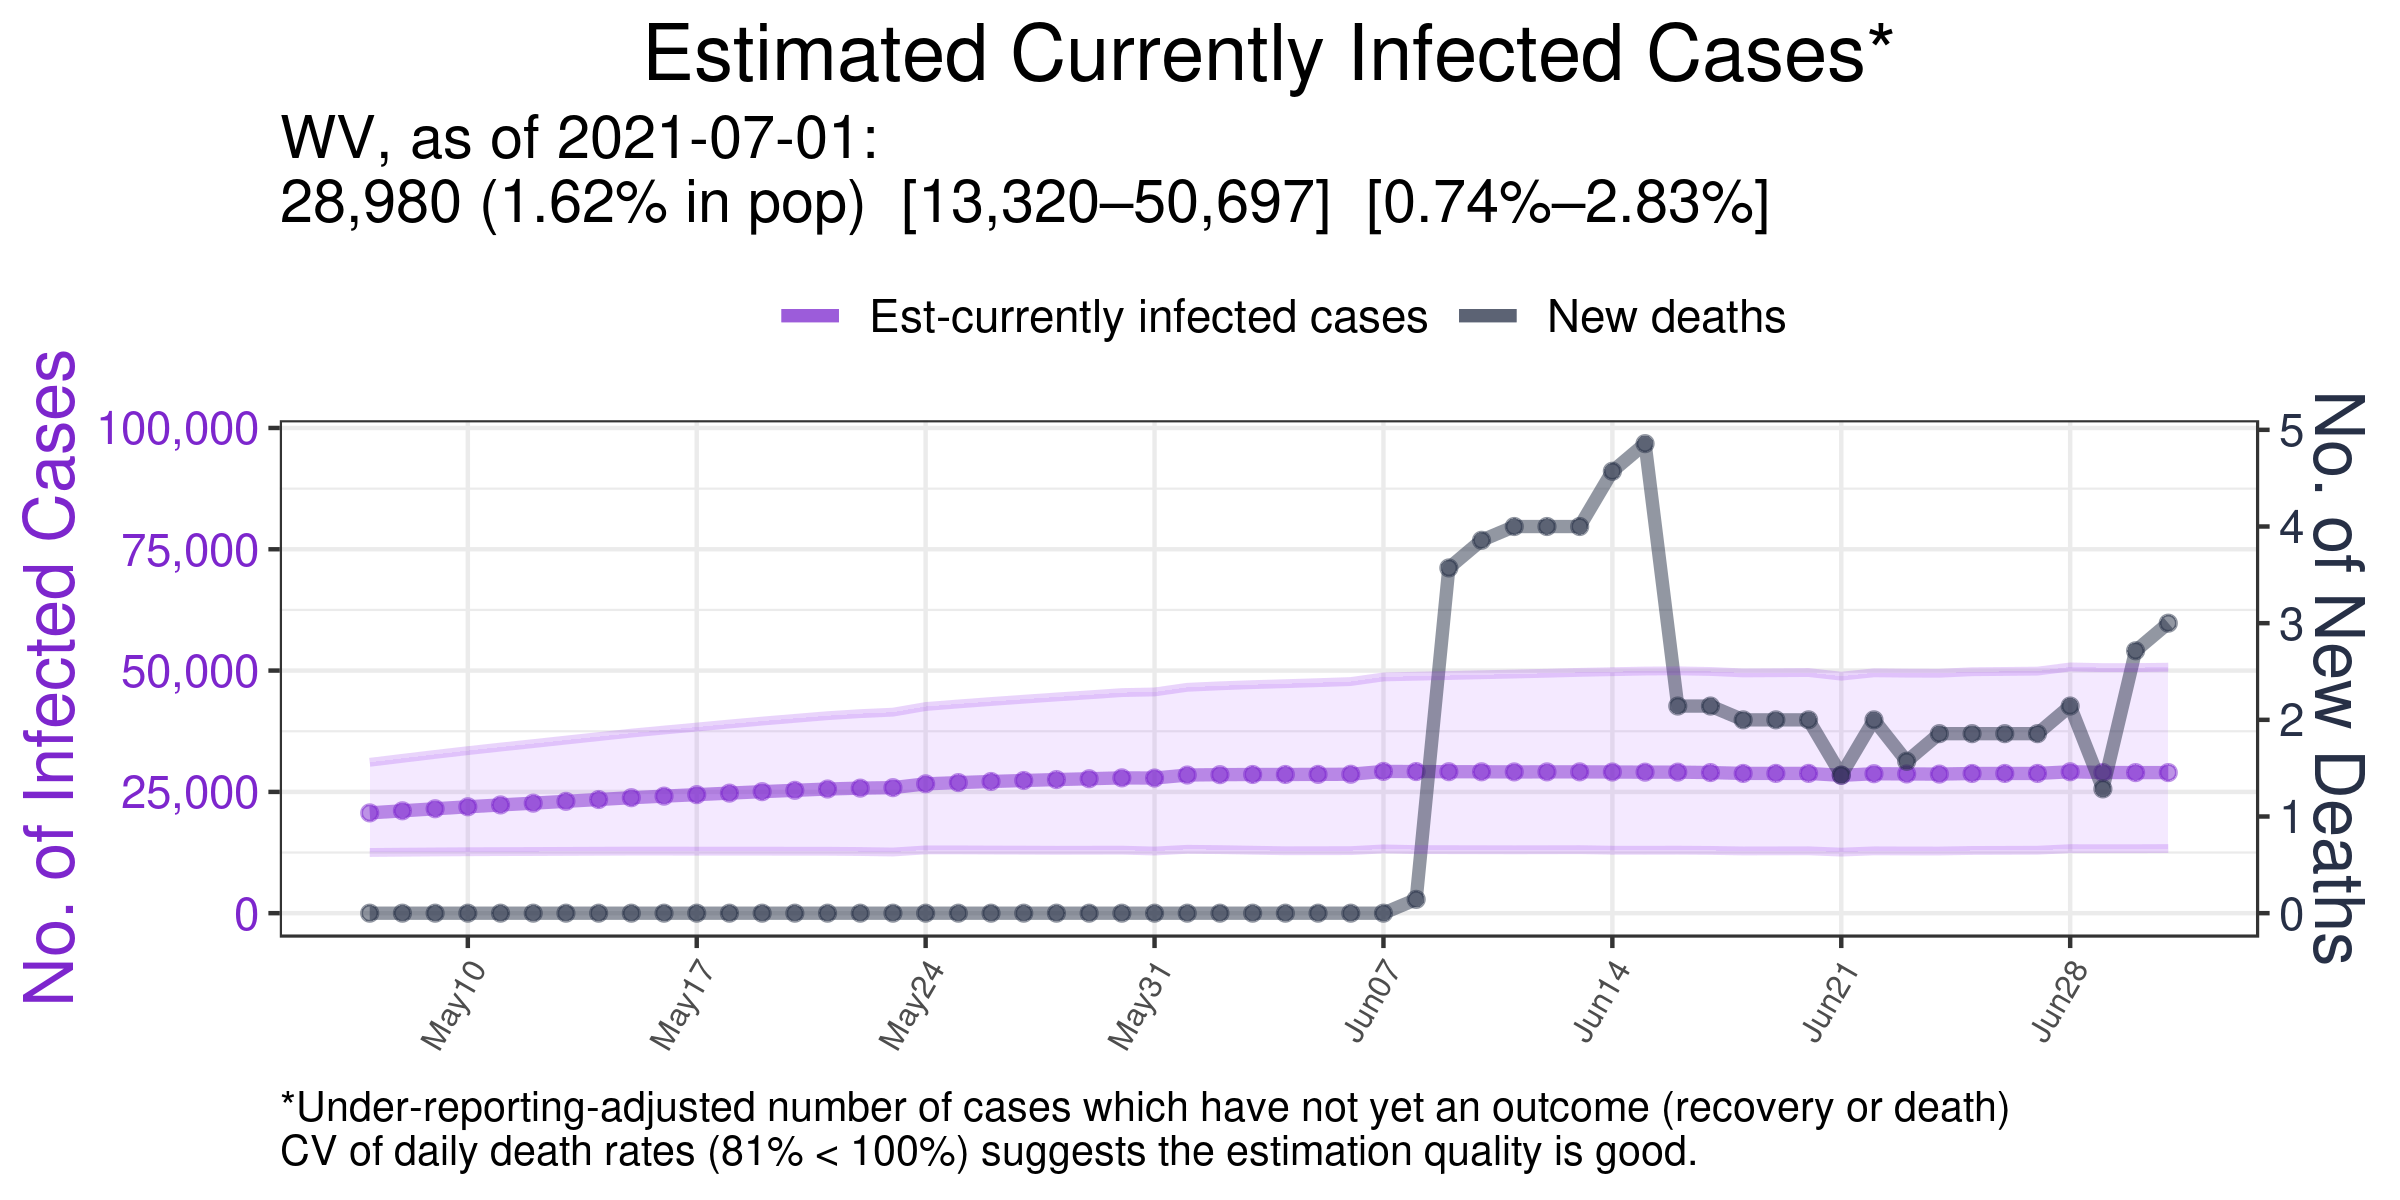 Estimated Currently Infected Cases*
WV, as of 2021-07-01:
28,980 (1.62% in pop)  [13,320–50,697]  [0.74%–2.83%]
Est-currently infected cases
New deaths
No. of Infected Cases
100,000
75,000
50,000
25,000
0
5
4
3
2
1
0
No. of New Deaths
May10
May17
May24
May31
Jun07
Jun14
Jun21
Jun28
*Under-reporting-adjusted number of cases which have not yet an outcome (recovery or death)
CV of daily death rates (81% < 100%) suggests the estimation quality is good.